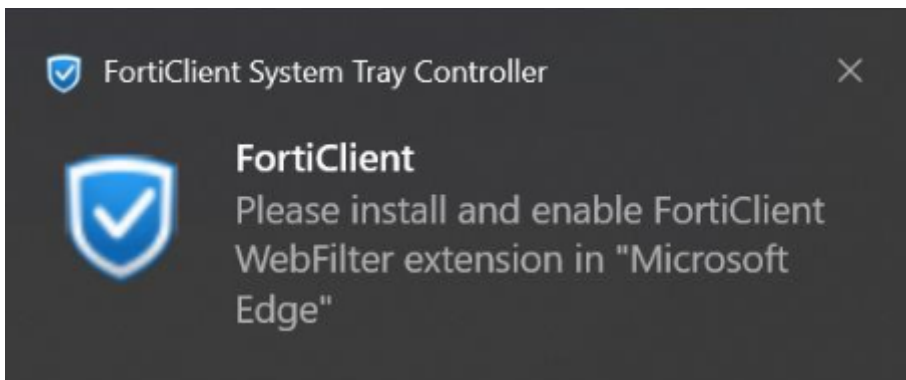 FortiClient System Tray Controller
FortiClient
Please install and enable FortiClient
WebFilter extension in "Microsoft
Edge"